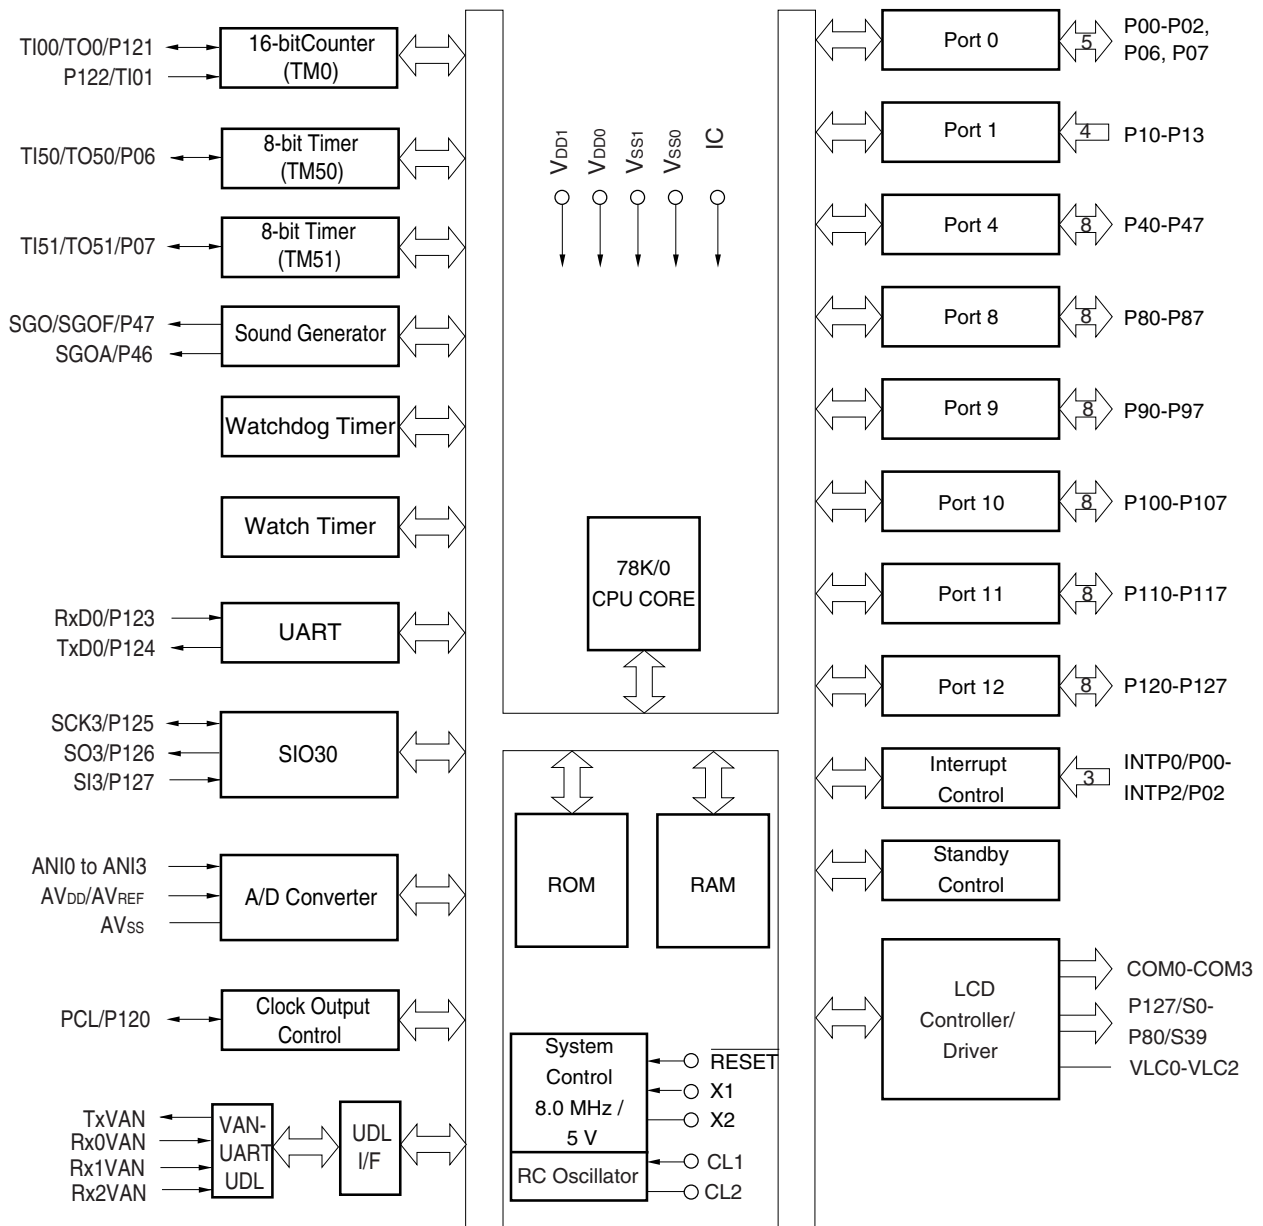 TI00/TO0/P121
P122/TI01
16-bitCounter
(TM0)
TI50/TO50/P06
8-bit Timer
(TM50)
TI51/TO51/P07
8-bit Timer
(TM51)
SGO/SGOF/P47
SGOA/P46
Sound Generator
Watchdog Timer
Watch Timer
RxD0/P123
TxD0/P124
UART
SCK3/P125
SO3/P126
SI3/P127
SIO30
ANI0 to ANI3
AVDD/AVREF
AVSS
A/D Converter
PCL/P120
Clock Output
Control
TxVAN
Rx0VAN
Rx1VAN
Rx2VAN
VAN-
UART
UDL
UDL
I/F
VDD1
VDD0
VSS1
VSS0
IC
78K/0
CPU CORE
ROM
RAM
System
Control
8.0 MHz /
5 V
RC Oscillator
RESET
X1
X2
CL1
CL2
Port 0
5
P00-P02,
P06, P07
Port 1
4
P10-P13
Port 4
8
P40-P47
Port 8
8
P80-P87
Port 9
8
P90-P97
Port 10
8
P100-P107
Port 11
8
P110-P117
Port 12
8
P120-P127
Interrupt
Control
3
INTP0/P00-
INTP2/P02
Standby
Control
LCD
Controller/
Driver
COM0-COM3
P127/S0-
P80/S39
VLC0-VLC2